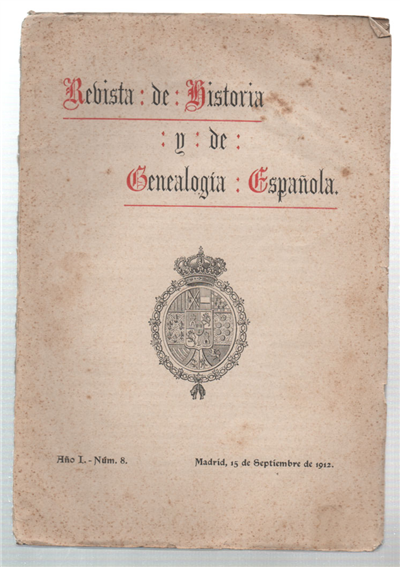 Revista : de : Historia
: y : de :
Genealogía : Española.
Año I. - Núm. 8.
Madrid, 15 de Septiembre de 1912.